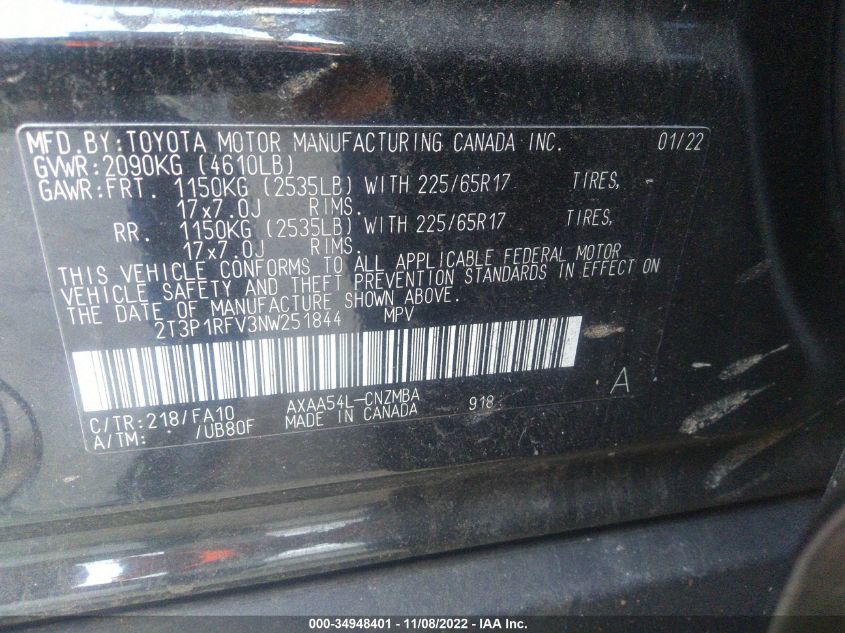 MFD.BY:TOYOTA MOTOR MANUFACTURING CANADA INC. 01/22
GVWR:2090KG (4610LB)
GAWR:FRT. 1150KG (2535LB) WITH 225/65R17 TIRES,
17x7.0J RIMS.
RR. 1150KG (2535LB) WITH 225/65R17 TIRES,
17x7.0J RIMS.
THIS VEHICLE CONFORMS TO ALL APPLICABLE FEDERAL MOTOR
VEHICLE SAFETY AND THEFT PREVENTION STANDARDS IN EFFECT ON
THE DATE OF MANUFACTURE SHOWN ABOVE.
2T3P1RFV3NW251844 MPV
A
C/TR:218/FA10 AXAA54L-CNZMBA 918
A/TM: /UB80F MADE IN CANADA
000-34948401 - 11/08/2022 - IAA Inc.